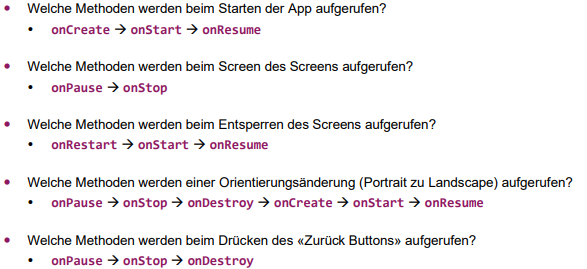 • Welche Methoden werden beim Starten der App aufgerufen?
• onCreate → onStart → onResume
• Welche Methoden werden beim Screen des Screens aufgerufen?
• onPause → onStop
• Welche Methoden werden beim Entsperren des Screens aufgerufen?
• onRestart → onStart → onResume
• Welche Methoden werden einer Orientierungsänderung (Portrait zu Landscape) aufgerufen?
• onPause → onStop → onDestroy → onCreate → onStart → onResume
• Welche Methoden werden beim Drücken des «Zurück Buttons» aufgerufen?
• onPause → onStop → onDestroy